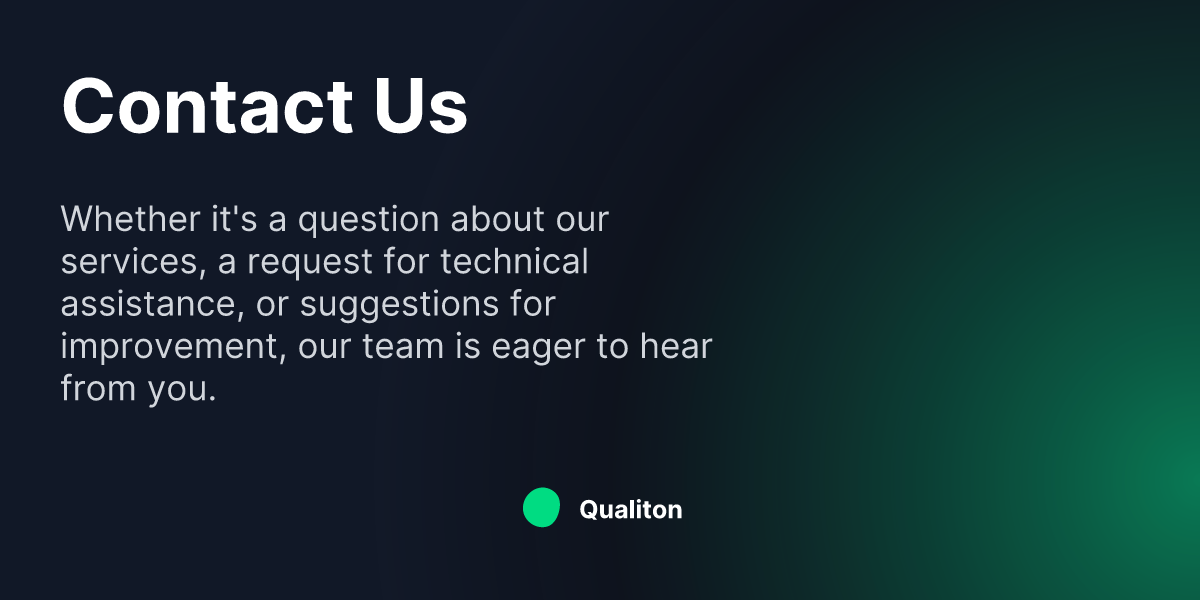 Contact Us
Whether it's a question about our
services, a request for technical
assistance, or suggestions for
improvement, our team is eager to hear
from you.
Qualiton